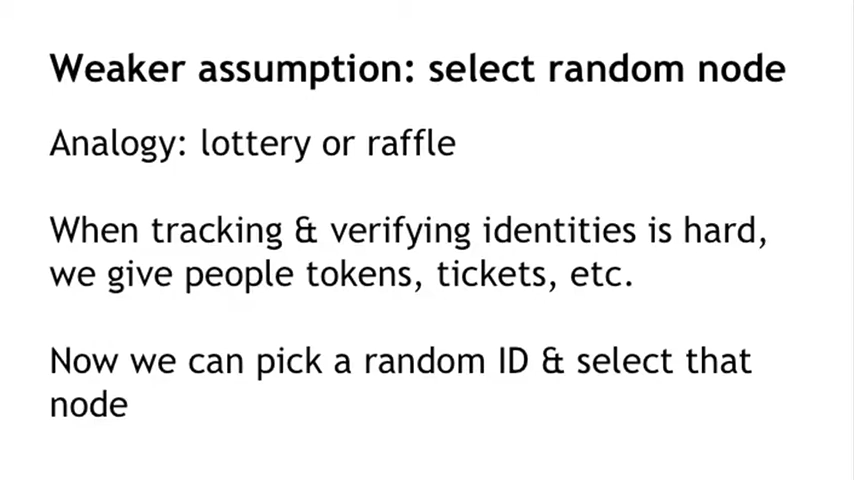 Weaker assumption: select random node
Analogy: lottery or raffle
When tracking & verifying identities is hard,
we give people tokens, tickets, etc.
Now we can pick a random ID & select that
node